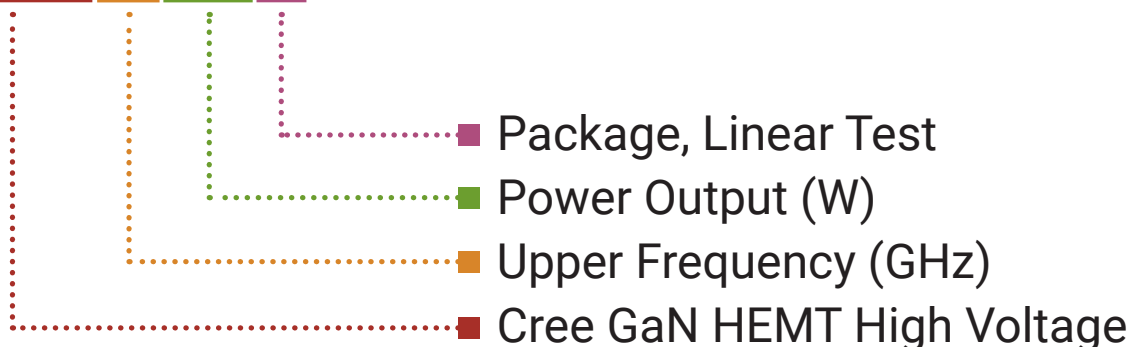 Package, Linear Test
Power Output (W)
Upper Frequency (GHz)
Cree GaN HEMT High Voltage